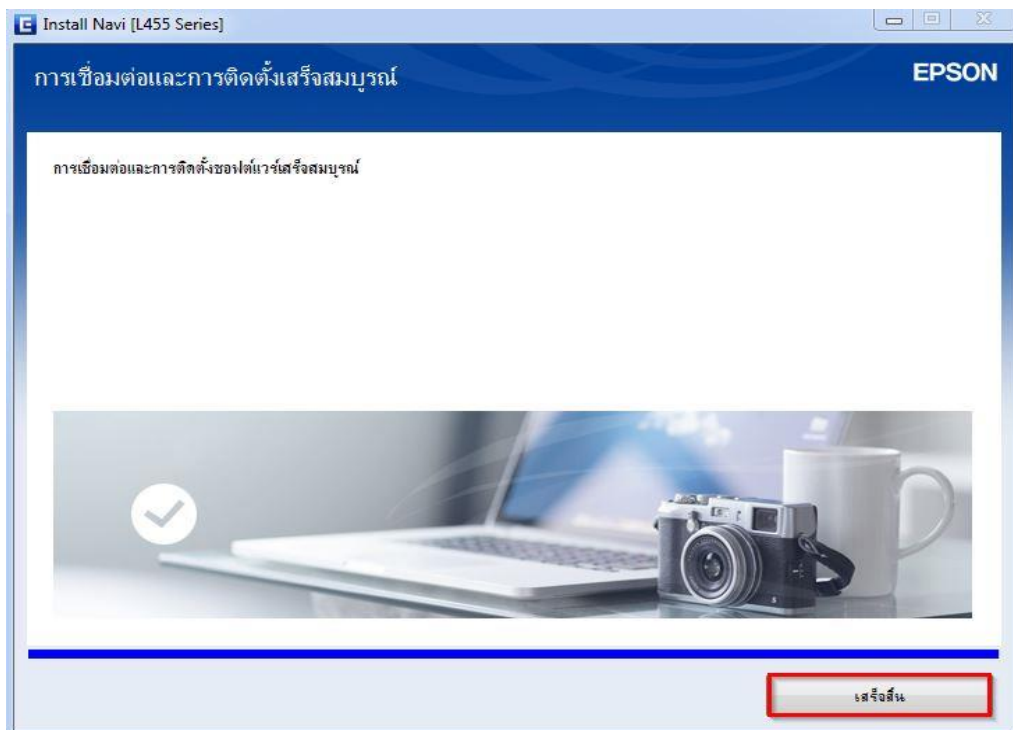 Install Navi [L455 Series]
การเชื่อมต่อและการติดตั้งเสร็จสมบูรณ์
EPSON
การเชื่อมต่อและการติดตั้งซอฟต์แวร์เสร็จสมบูรณ์
เสร็จสิ้น